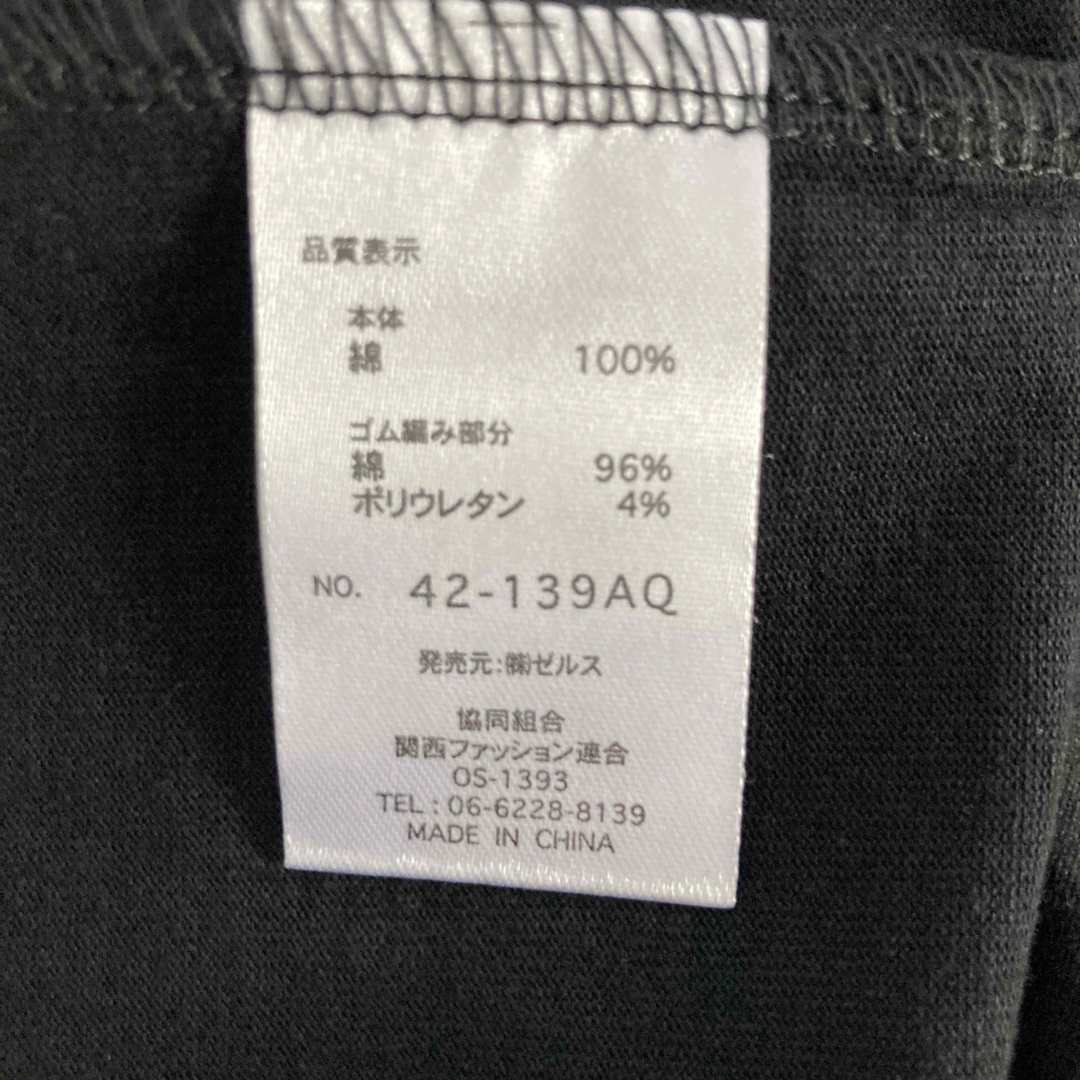 品質表示
本体
綿 100%
ゴム編み部分
綿 96%
ポリウレタン 4%
NO. 42-139AQ
発売元:㈱ゼルス
協同組合
関西ファッション連合
OS-1393
TEL : 06-6228-8139
MADE IN CHINA